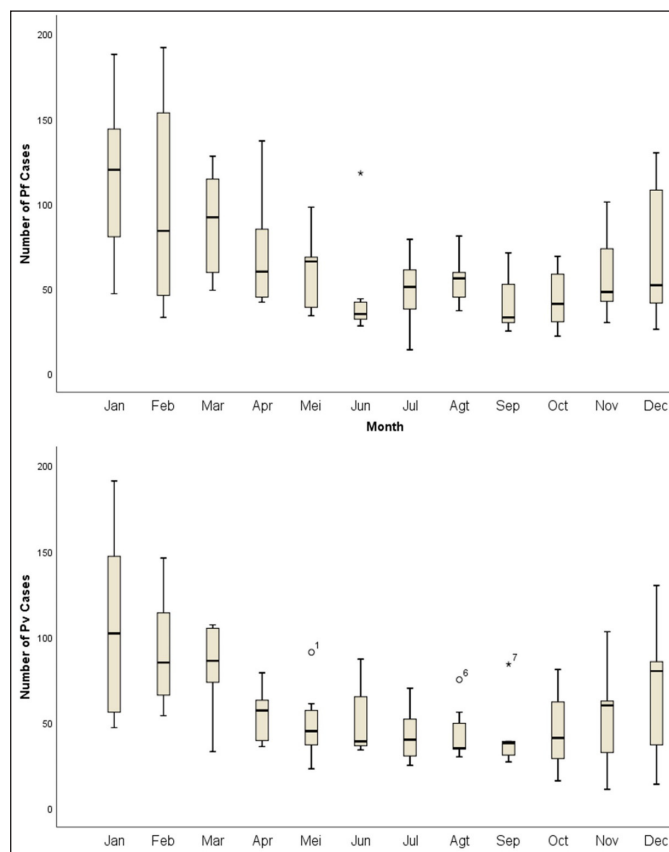 Number of Pf Cases
200
150
100
50
0
*
Jan Feb Mar Apr Mei Jun Jul Agt Sep Oct Nov Dec
Month
Number of Pv Cases
200
150
100
50
0
1
6
*7
Jan Feb Mar Apr Mei Jun Jul Agt Sep Oct Nov Dec